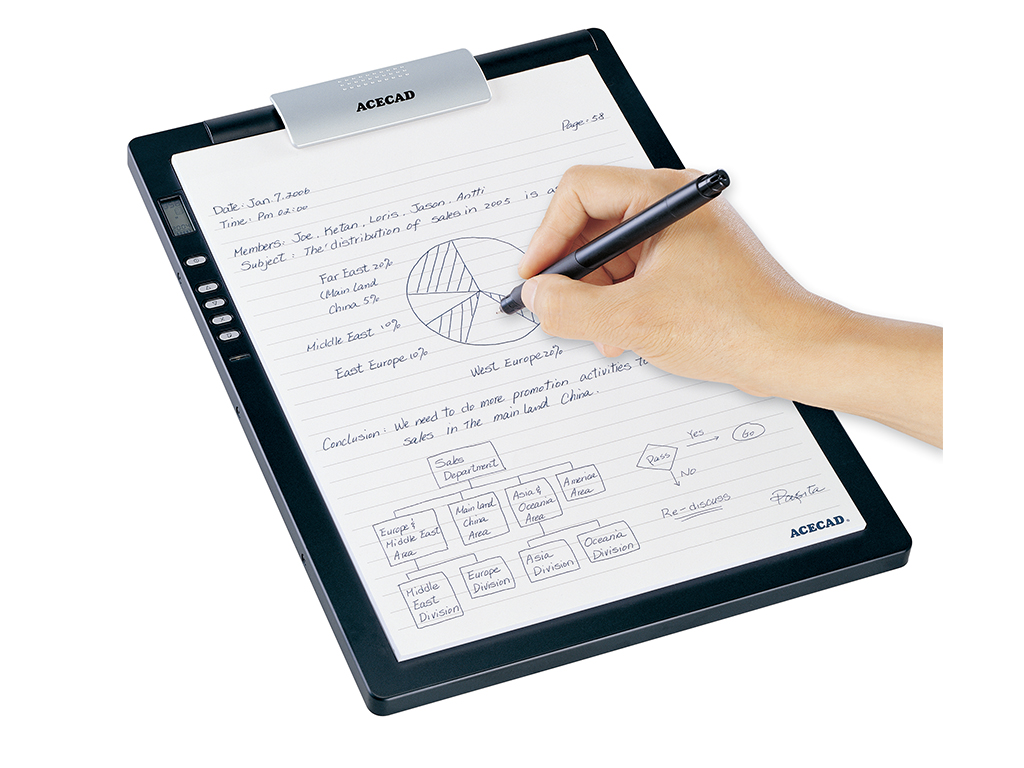 ACECAD
Page - 58
Date: Jan. 7. 2006
Time: Pm 02:00
Members: Joe, Ketan, Loris, Jason, Antti
Subject: The distribution of sales in 2005 is
Far East 20%
(Main land
China 5%
Middle East 10%
East Europe 10%
West Europe 20%
Conclusion: We need to do more promotion activities
sales in the main land China.
Sales
Department
Europe &
Middle East
Area
Main land
China
Area
Asia &
Oceania
Area
America
Area
Middle
East
Division
Europe
Division
Asia
Division
Oceania
Division
Pass
Yes
Go
No
Re-discuss
ACECAD®